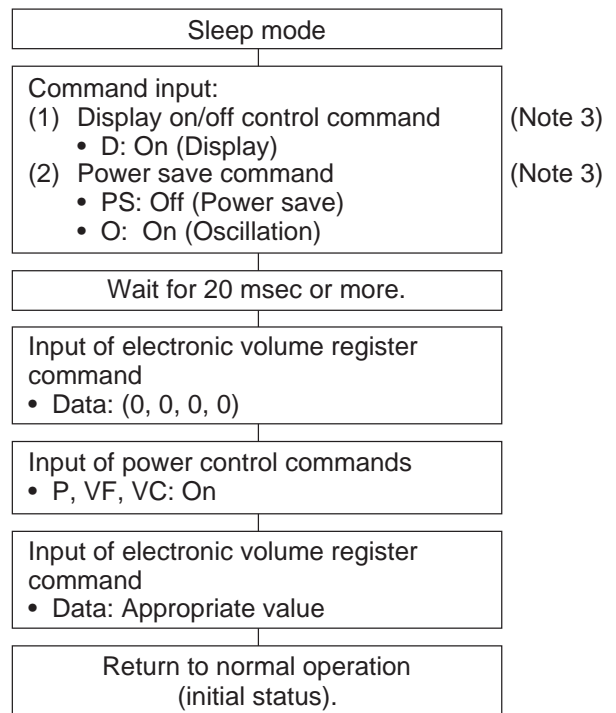 Sleep mode
Command input:
(1) Display on/off control command (Note 3)
• D: On (Display)
(2) Power save command (Note 3)
• PS: Off (Power save)
• O: On (Oscillation)
Wait for 20 msec or more.
Input of electronic volume register
command
• Data: (0, 0, 0, 0)
Input of power control commands
• P, VF, VC: On
Input of electronic volume register
command
• Data: Appropriate value
Return to normal operation
(initial status).